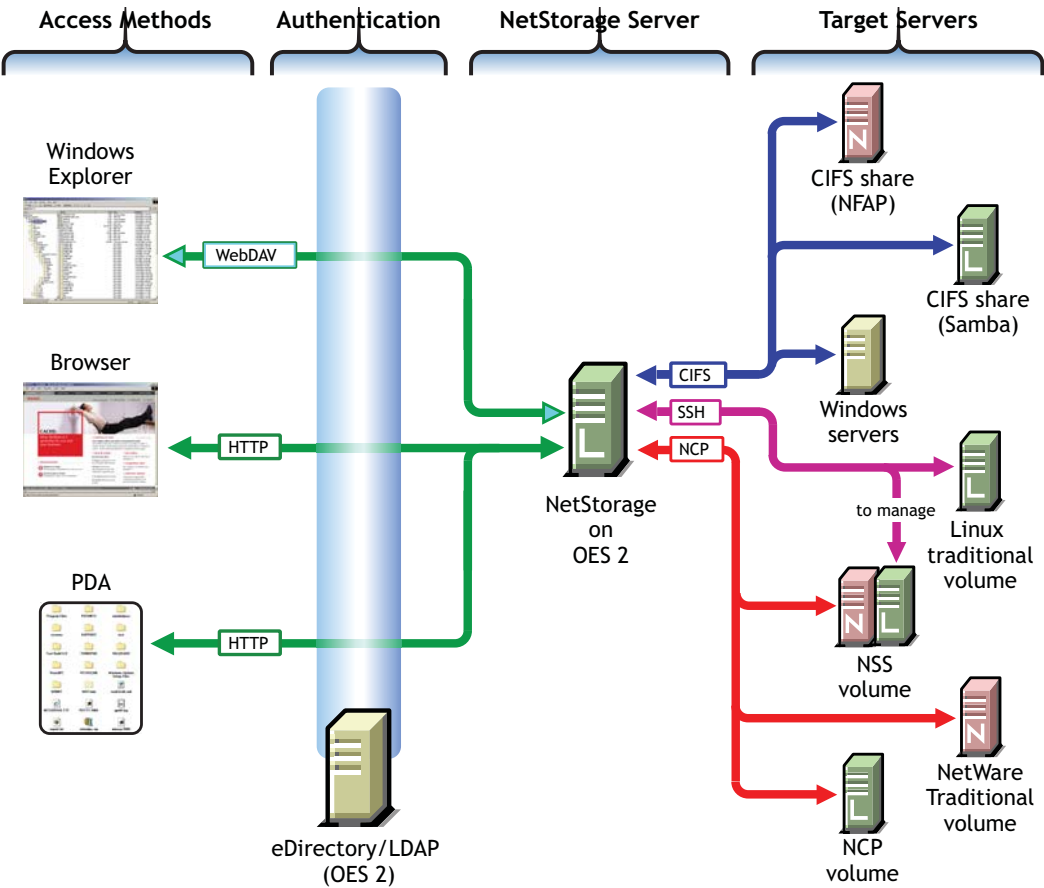 Access Methods
Authentication
NetStorage Server
Target Servers
Windows
Explorer
WebDAV
Browser
HTTP
PDA
HTTP
eDirectory/LDAP
(OES 2)
L
NetStorage
on
OES 2
CIFS
SSH
NCP
N
CIFS share
(NFAP)
L
CIFS share
(Samba)
Windows
servers
L
Linux
traditional
volume
to manage
N
L
NSS
volume
N
NetWare
Traditional
volume
L
NCP
volume